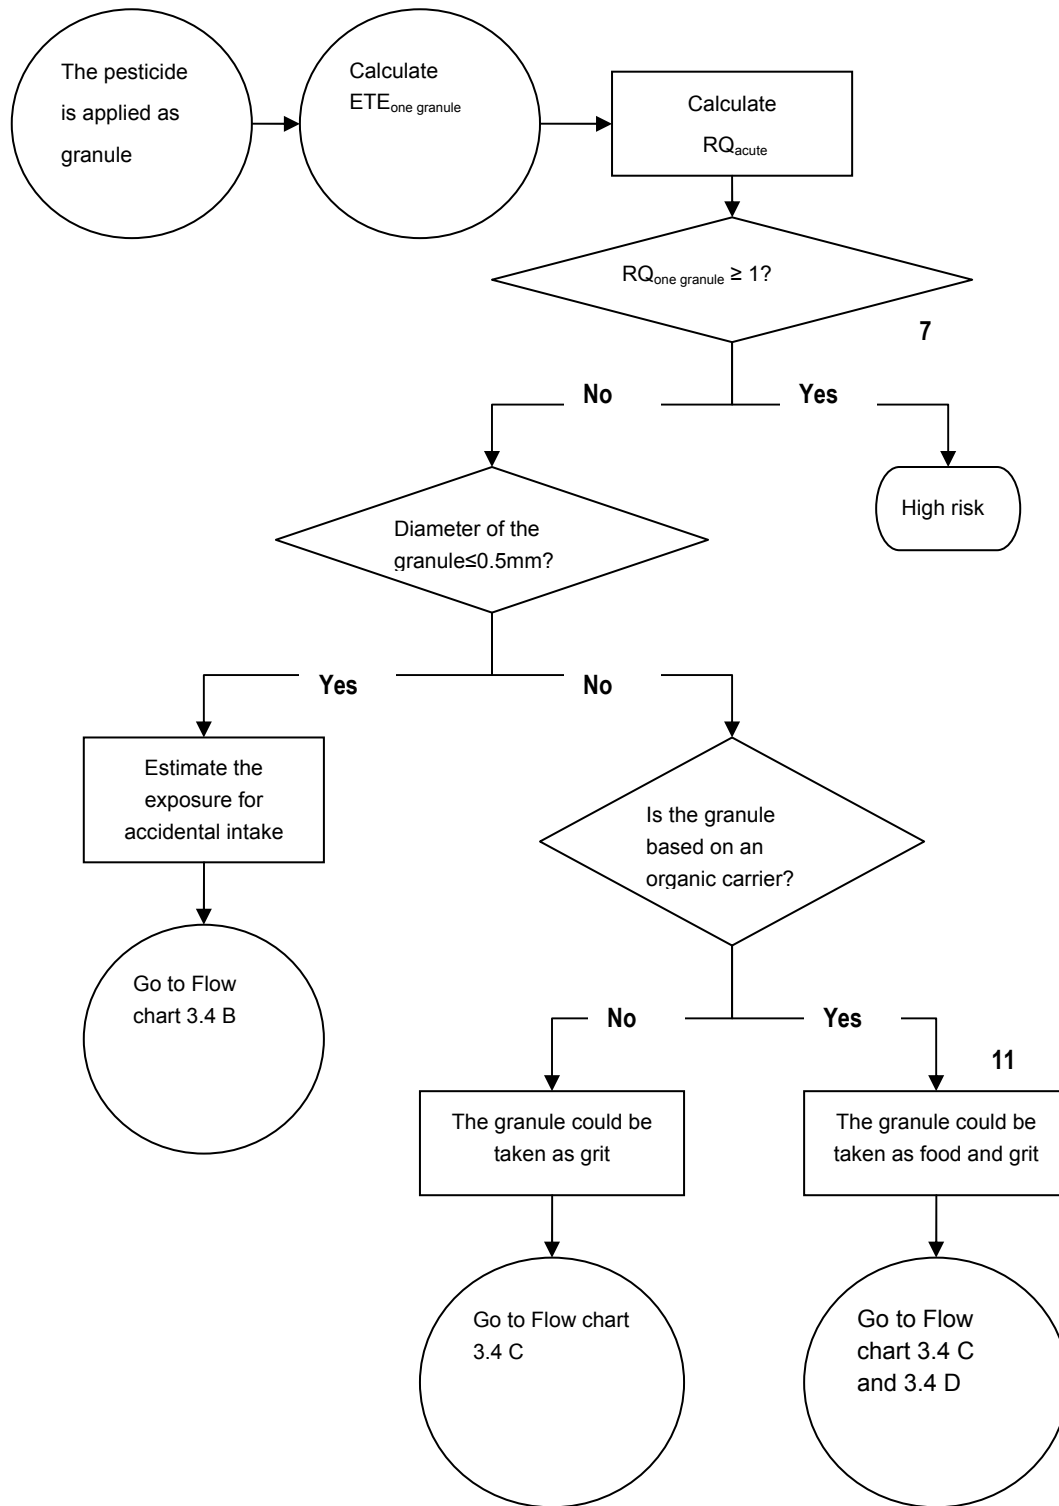 The pesticide
is applied as
granule
Calculate
ETEone granule
Calculate
RQacute
RQone granule ≥ 1?
7
No
Yes
High risk
Diameter of the
granule≤0.5mm?
Yes
No
Estimate the
exposure for
accidental intake
Is the granule
based on an
organic carrier?
Go to Flow
chart 3.4 B
No
Yes
11
The granule could be
taken as grit
The granule could be
taken as food and grit
Go to Flow chart
3.4 C
Go to Flow
chart 3.4 C
and 3.4 D